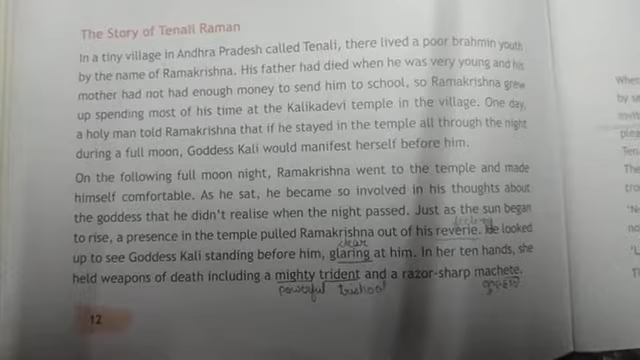 The Story of Tenali Raman
In a tiny village in Andhra Pradesh called Tenali, there lived a poor brahmin youth
by the name of Ramakrishna. His father had died when he was very young and his
mother had not had enough money to send him to school, so Ramakrishna grew
up spending most of his time at the Kalikadevi temple in the village. One day,
a holy man told Ramakrishna that if he stayed in the temple all through the night
during a full moon, Goddess Kali would manifest herself before him.
On the following full moon night, Ramakrishna went to the temple and made
himself comfortable. As he sat, he became so involved in his thoughts about
the goddess that he didn't realise when the night passed. Just as the sun began
to rise, a presence in the temple pulled Ramakrishna out of his reverie. He looked
up to see Goddess Kali standing before him, glaring at him. In her ten hands, she
held weapons of death including a mighty trident and a razor-sharp machete.
powerful
12
When
by se
plea
Ten
The
tro
'N
no
'L